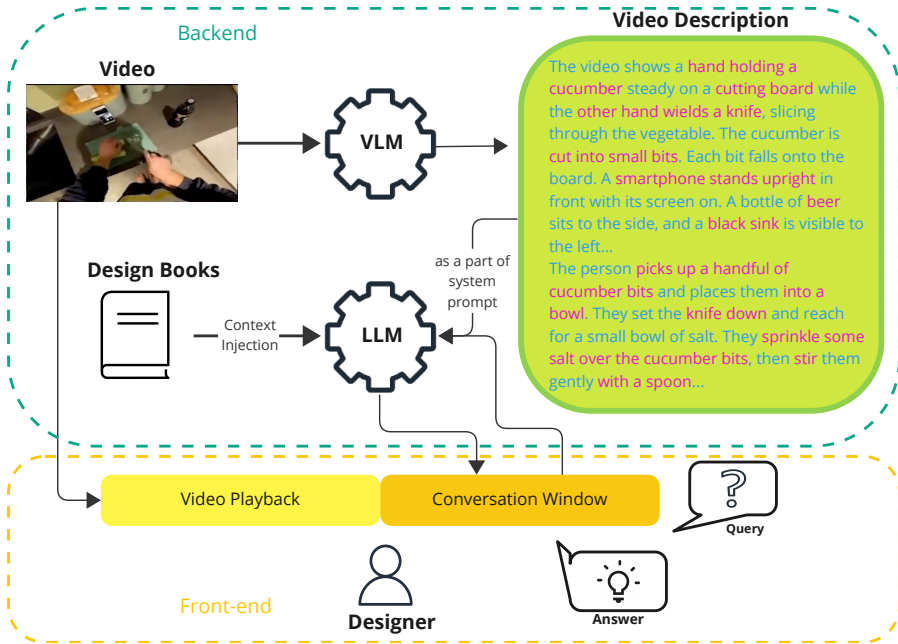 Backend
Video Description
Video
VLM
The video shows a hand holding a
cucumber steady on a cutting board while
the other hand wields a knife, slicing
through the vegetable. The cucumber is
cut into small bits. Each bit falls onto the
board. A smartphone stands upright in
front with its screen on. A bottle of beer
sits to the side, and a black sink is visible to
the left...
The person picks up a handful of
cucumber bits and places them into a
bowl. They set the knife down and reach
for a small bowl of salt. They sprinkle some
salt over the cucumber bits, then stir them
gently with a spoon...
as a part of
system
prompt
Design Books
Context
Injection
LLM
Video Playback
Conversation Window
?
Query
Front-end
Designer
Answer